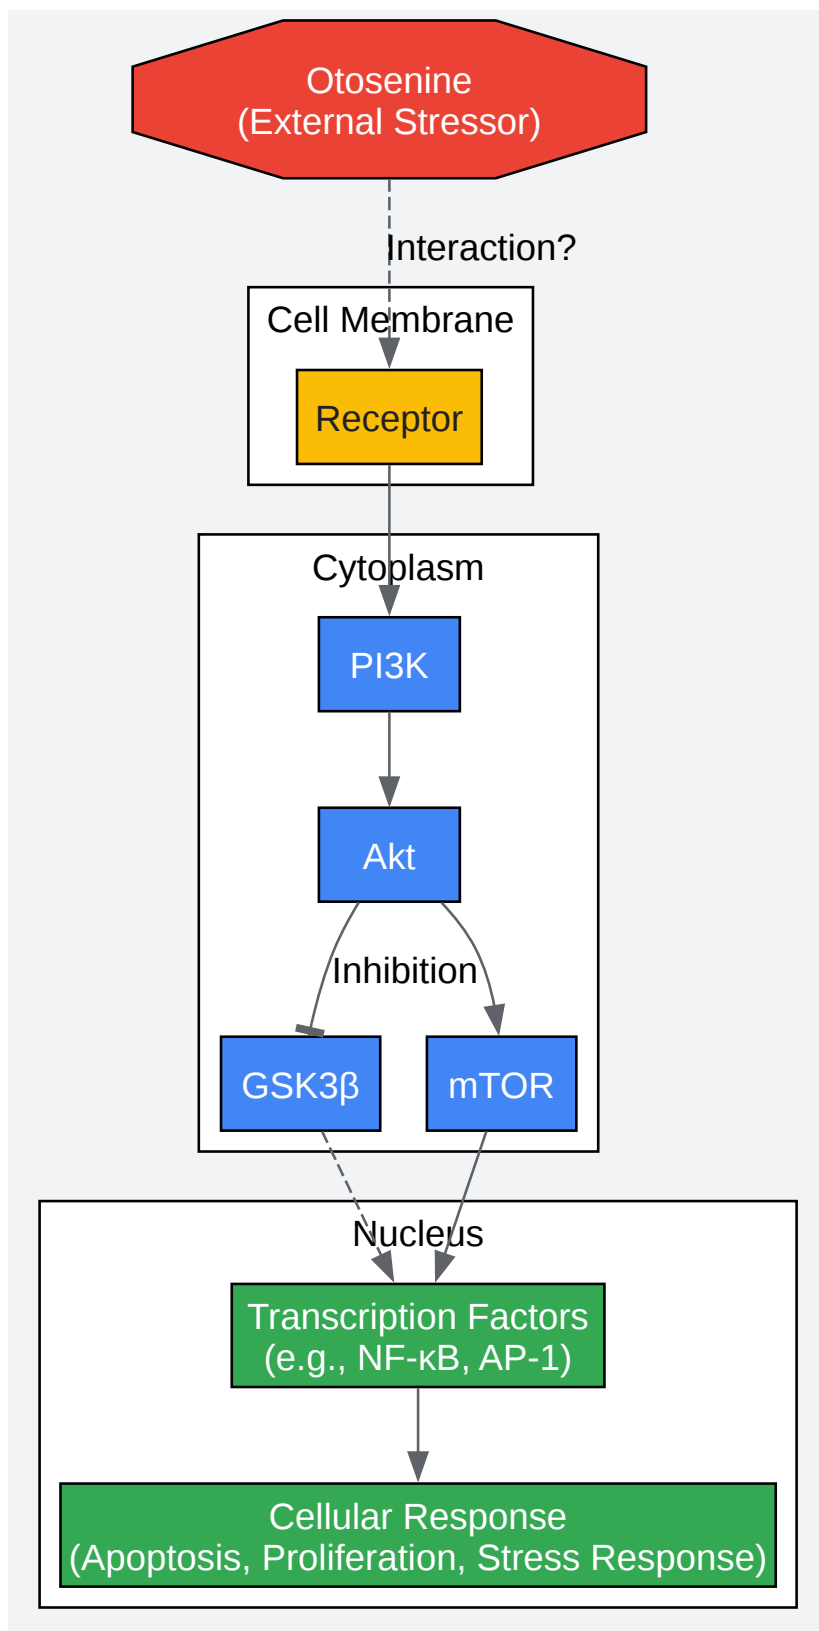 Otosenine
(External Stressor)
Interaction?
Cell Membrane
Receptor
Cytoplasm
PI3K
Akt
Inhibition
GSK3β
mTOR
Nucleus
Transcription Factors
(e.g., NF-κB, AP-1)
Cellular Response
(Apoptosis, Proliferation, Stress Response)